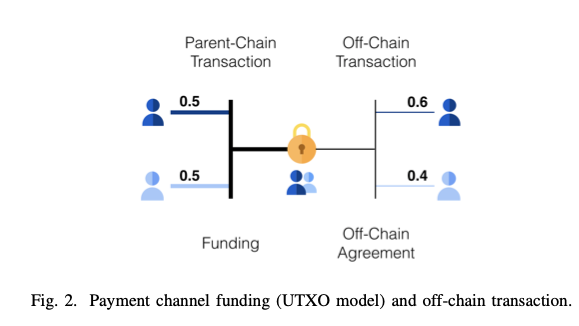 Parent-Chain
Transaction
Off-Chain
Transaction
0.5
0.6
0.5
0.4
Funding
Off-Chain
Agreement
Fig. 2. Payment channel funding (UTXO model) and off-chain transaction.